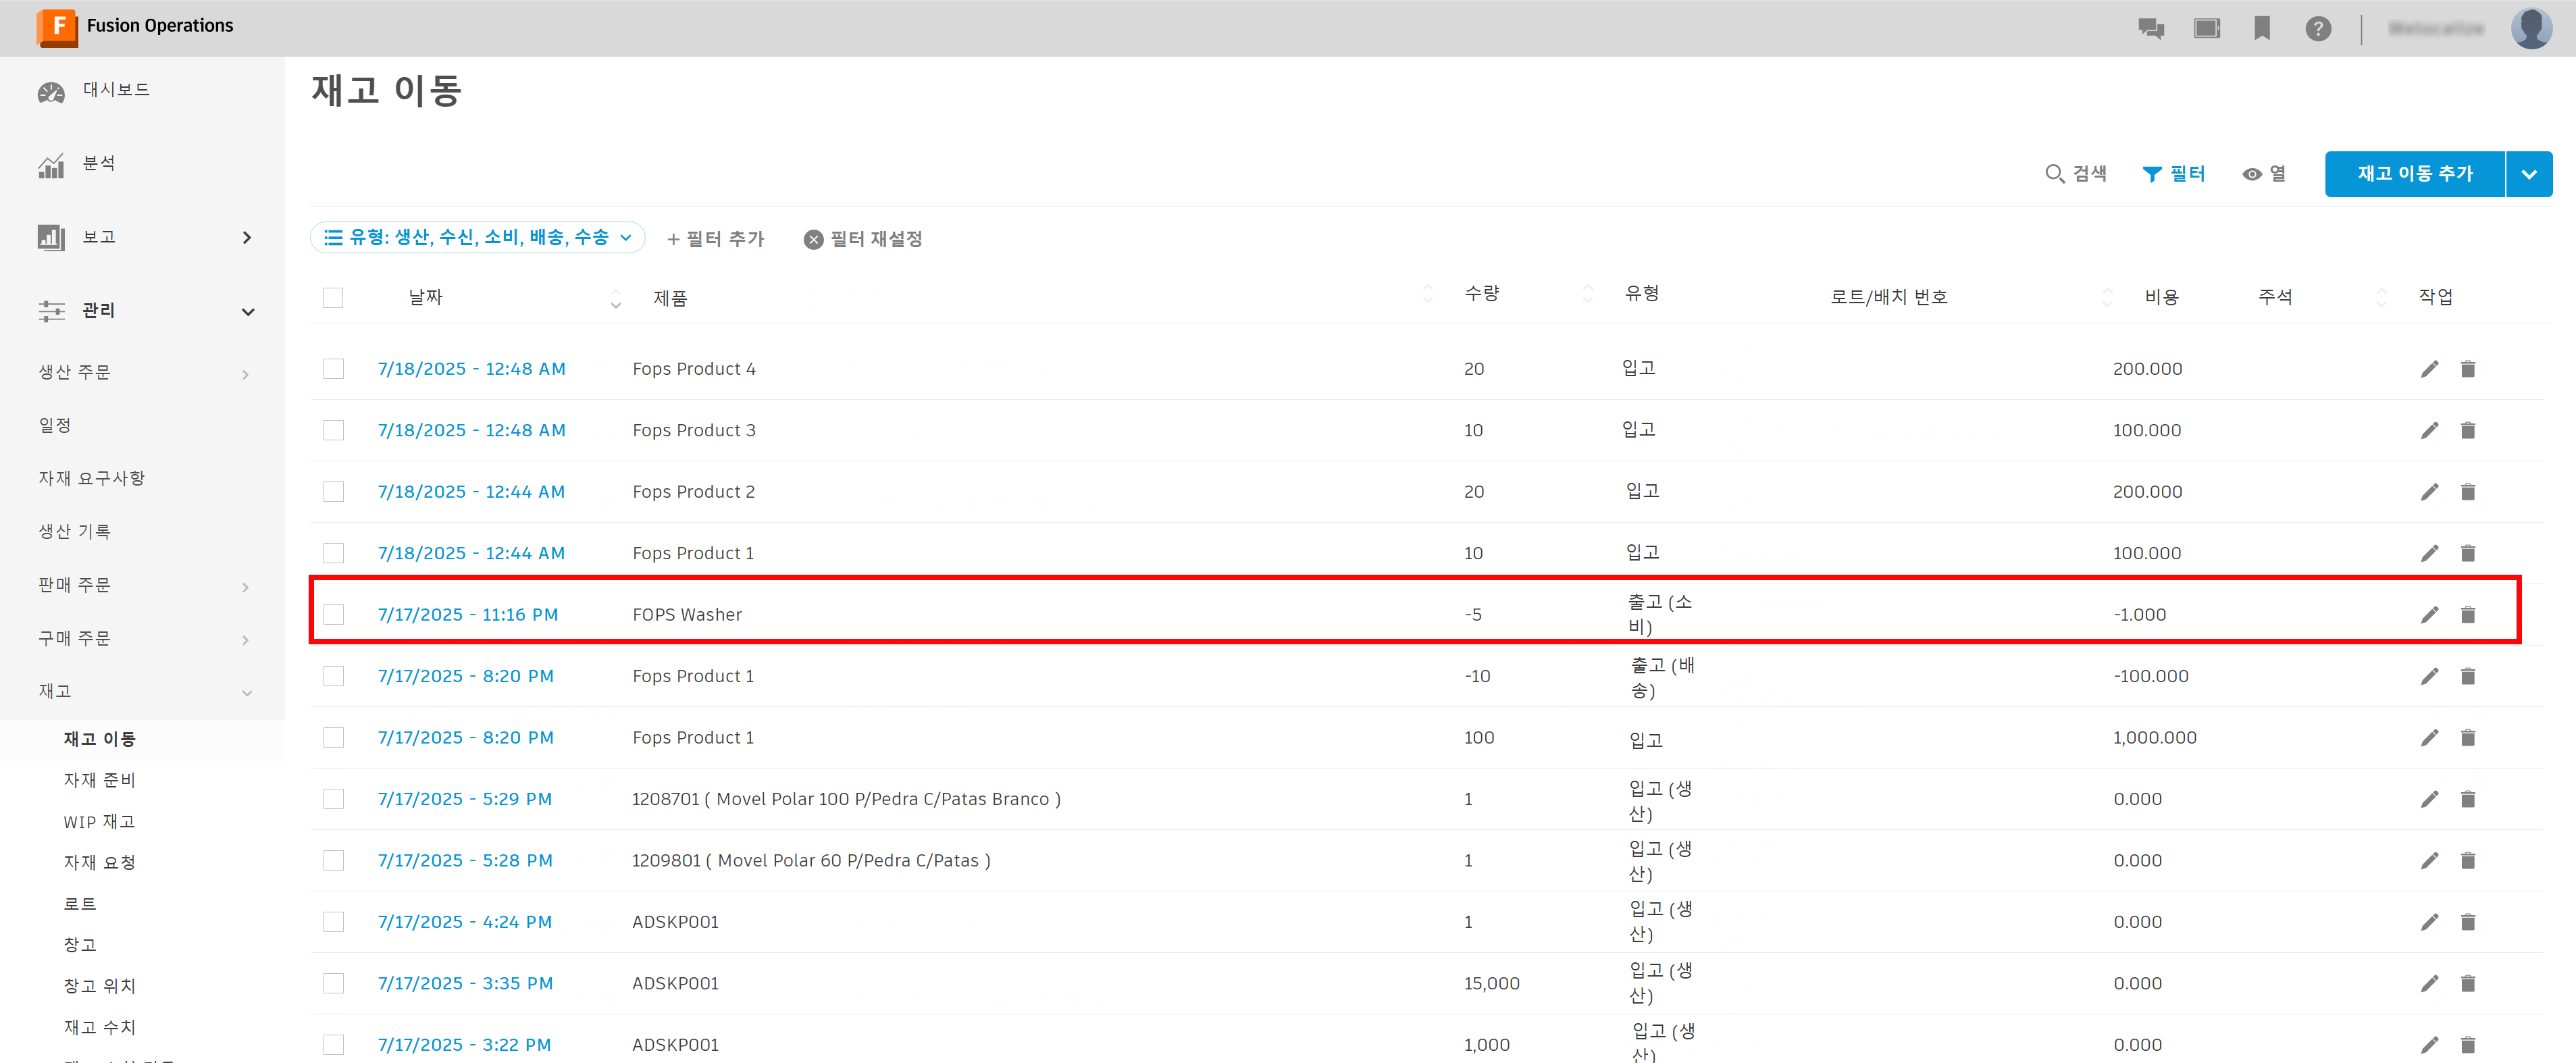 F Fusion Operations
?
대시보드
분석
보고
관리
생산 주문
일정
자재 요구사항
생산 기록
판매 주문
구매 주문
재고
재고 이동
자재 준비
WIP 재고
자재 요청
로트
창고
창고 위치
재고 수치
재고 이동
검색 필터 열 재고 이동 추가
유형: 생산, 수신, 소비, 배송, 수송 + 필터 추가 필터 재설정
날짜 제품 수량 유형 로트/배치 번호 비용 주석 작업
7/18/2025 - 12:48 AM Fops Product 4 20 입고 200.000
7/18/2025 - 12:48 AM Fops Product 3 10 입고 100.000
7/18/2025 - 12:44 AM Fops Product 2 20 입고 200.000
7/18/2025 - 12:44 AM Fops Product 1 10 입고 100.000
7/17/2025 - 11:16 PM FOPS Washer -5 출고 (소
비) -1.000
7/17/2025 - 8:20 PM Fops Product 1 -10 출고 (배
송) -100.000
7/17/2025 - 8:20 PM Fops Product 1 100 입고 1,000.000
7/17/2025 - 5:29 PM 1208701 ( Movel Polar 100 P/Pedra C/Patas Branco ) 1 입고 (생
산) 0.000
7/17/2025 - 5:28 PM 1209801 ( Movel Polar 60 P/Pedra C/Patas ) 1 입고 (생
산) 0.000
7/17/2025 - 4:24 PM ADSKP001 1 입고 (생
산) 0.000
7/17/2025 - 3:35 PM ADSKP001 15,000 입고 (생
산) 0.000
7/17/2025 - 3:22 PM ADSKP001 1,000 입고 (생
산) 0.000